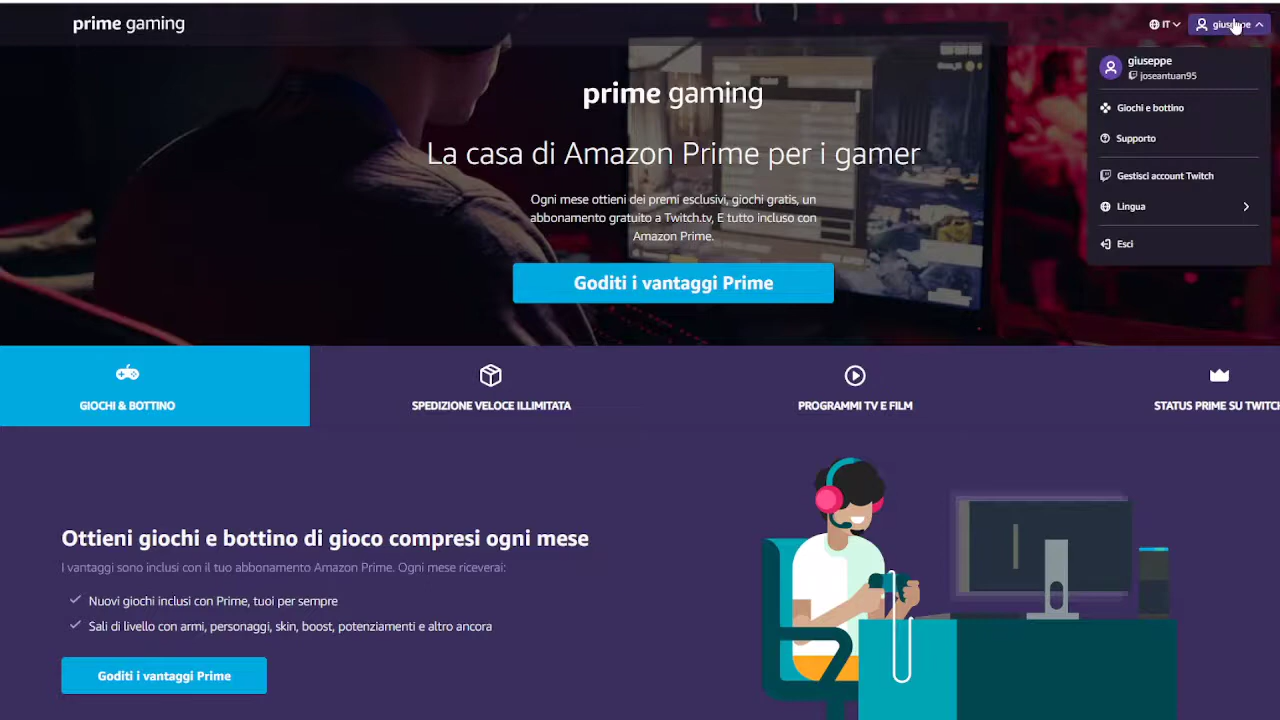 prime gaming
IT
giuseppe
giuseppe
joseantuan95
Giochi e bottino
Supporto
Gestisci account Twitch
Lingua
Esci
prime gaming
La casa di Amazon Prime per i gamer
Ogni mese ottieni dei premi esclusivi, giochi gratis, un
abbonamento gratuito a Twitch.tv, E tutto incluso con
Amazon Prime.
Goditi i vantaggi Prime
GIOCHI & BOTTINO
SPEDIZIONE VELOCE ILLIMITATA
PROGRAMMI TV E FILM
STATUS PRIME SU TWITCH
Ottieni giochi e bottino di gioco compresi ogni mese
I vantaggi sono inclusi con il tuo abbonamento Amazon Prime. Ogni mese riceverai:
Nuovi giochi inclusi con Prime, tuoi per sempre
Sali di livello con armi, personaggi, skin, boost, potenziamenti e altro ancora
Goditi i vantaggi Prime